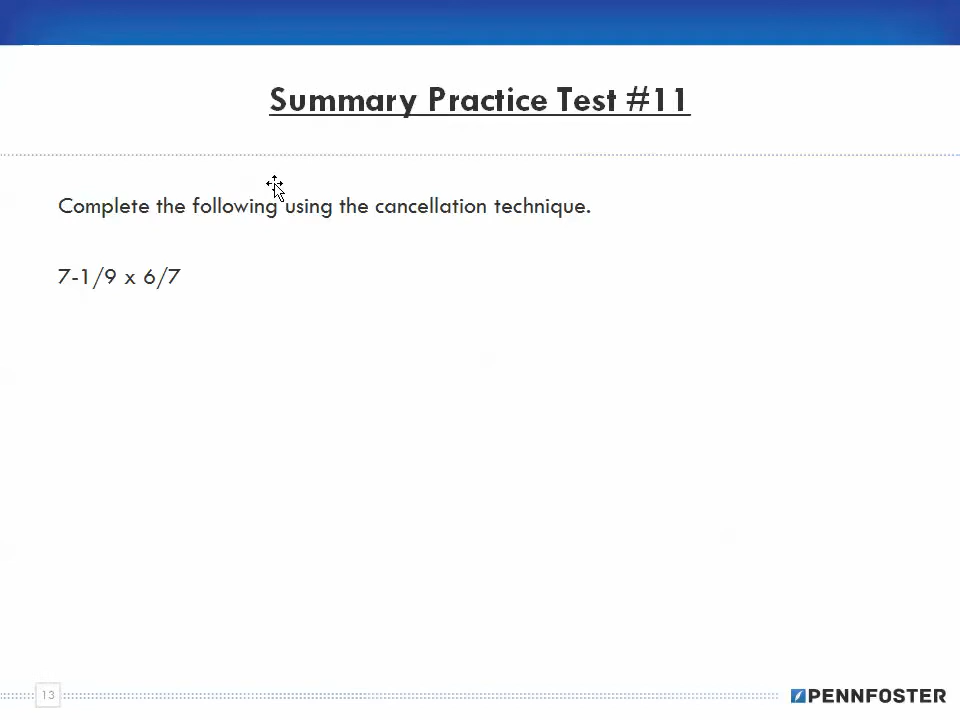 Summary Practice Test #11
Complete the following using the cancellation technique.
7-1/9 x 6/7
13
PENNFOSTER